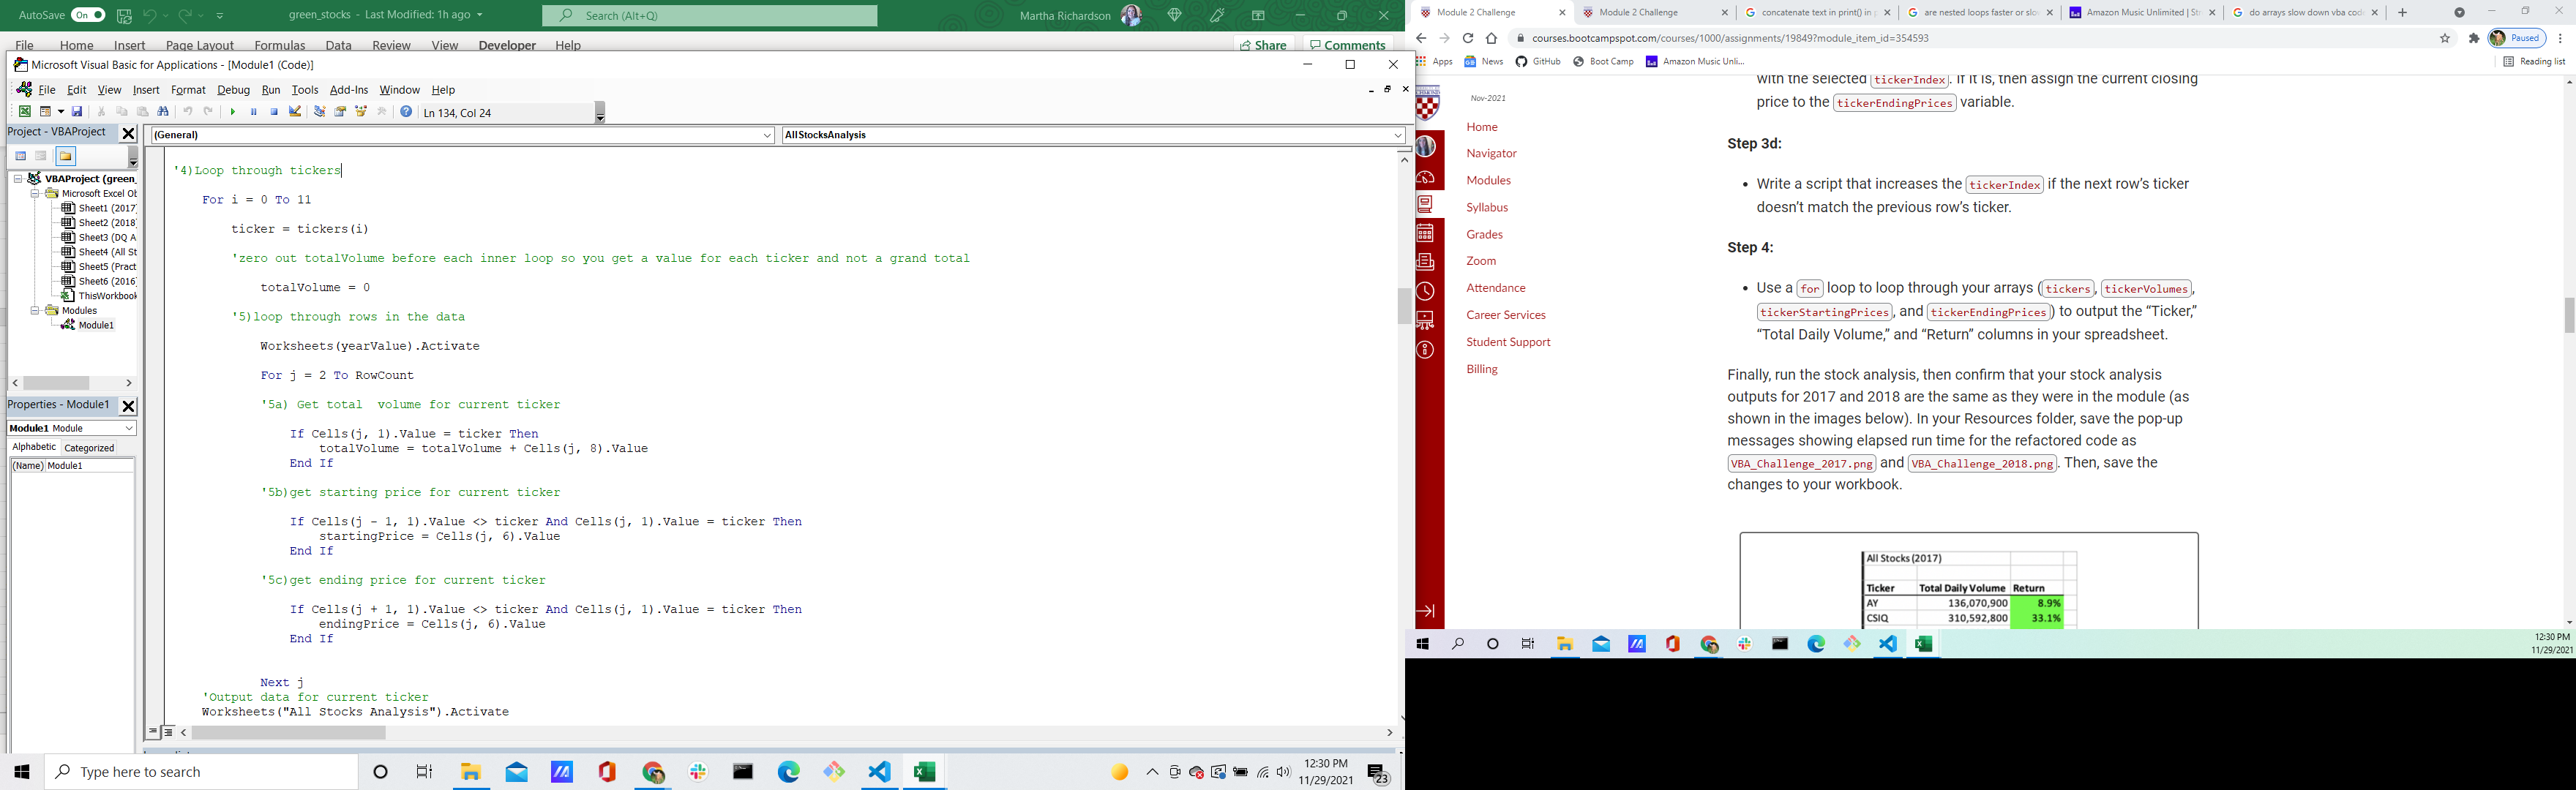 AutoSave On
green_stocks - Last Modified: 1h ago
Search (Alt+Q)
Martha Richardson
File Home Insert Page Layout Formulas Data Review View Developer Help
Share Comments
Microsoft Visual Basic for Applications - [Module1 (Code)]
File Edit View Insert Format Debug Run Tools Add-Ins Window Help
Ln 134, Col 24
Project - VBAProject
(General)
AllStocksAnalysis
VBAProject (green_
Microsoft Excel Ob
Sheet1 (2017)
Sheet2 (2018)
Sheet3 (DQ A
Sheet4 (All St
Sheet5 (Pract
Sheet6 (2016)
ThisWorkbook
Modules
Module1
Properties - Module1
Module1 Module
Alphabetic Categorized
(Name) Module1
'4)Loop through tickers
For i = 0 To 11
ticker = tickers(i)
'zero out totalVolume before each inner loop so you get a value for each ticker and not a grand total
totalVolume = 0
'5)loop through rows in the data
Worksheets(yearValue).Activate
For j = 2 To RowCount
'5a) Get total  volume for current ticker
If Cells(j, 1).Value = ticker Then
totalVolume = totalVolume + Cells(j, 8).Value
End If
'5b)get starting price for current ticker
If Cells(j - 1, 1).Value <> ticker And Cells(j, 1).Value = ticker Then
startingPrice = Cells(j, 6).Value
End If
'5c)get ending price for current ticker
If Cells(j + 1, 1).Value <> ticker And Cells(j, 1).Value = ticker Then
endingPrice = Cells(j, 6).Value
End If
Next j
'Output data for current ticker
Worksheets("All Stocks Analysis").Activate
Type here to search
12:30 PM
11/29/2021
23
Module 2 Challenge
Module 2 Challenge
concatenate text in print() in p
are nested loops faster or slo
Amazon Music Unlimited | St
do arrays slow down vba cod
courses.bootcampspot.com/courses/1000/assignments/19849?module_item_id=354593
Paused
Apps News GitHub Boot Camp Amazon Music Unli...
Reading list
Nov-2021
Home
Navigator
Modules
Syllabus
Grades
Zoom
Attendance
Career Services
Student Support
Billing
with the selected tickerIndex. If it is, then assign the current closing
price to the tickerEndingPrices variable.
Step 3d:
• Write a script that increases the tickerIndex if the next row’s ticker
doesn’t match the previous row’s ticker.
Step 4:
• Use a for loop to loop through your arrays (tickers, tickerVolumes,
tickerStartingPrices, and tickerEndingPrices) to output the “Ticker,”
“Total Daily Volume,” and “Return” columns in your spreadsheet.
Finally, run the stock analysis, then confirm that your stock analysis
outputs for 2017 and 2018 are the same as they were in the module (as
shown in the images below). In your Resources folder, save the pop-up
messages showing elapsed run time for the refactored code as
VBA_Challenge_2017.png and VBA_Challenge_2018.png. Then, save the
changes to your workbook.
All Stocks (2017)
Ticker Total Daily Volume Return
AY 136,070,900 8.9%
CSIQ 310,592,800 33.1%
12:30 PM
11/29/2021